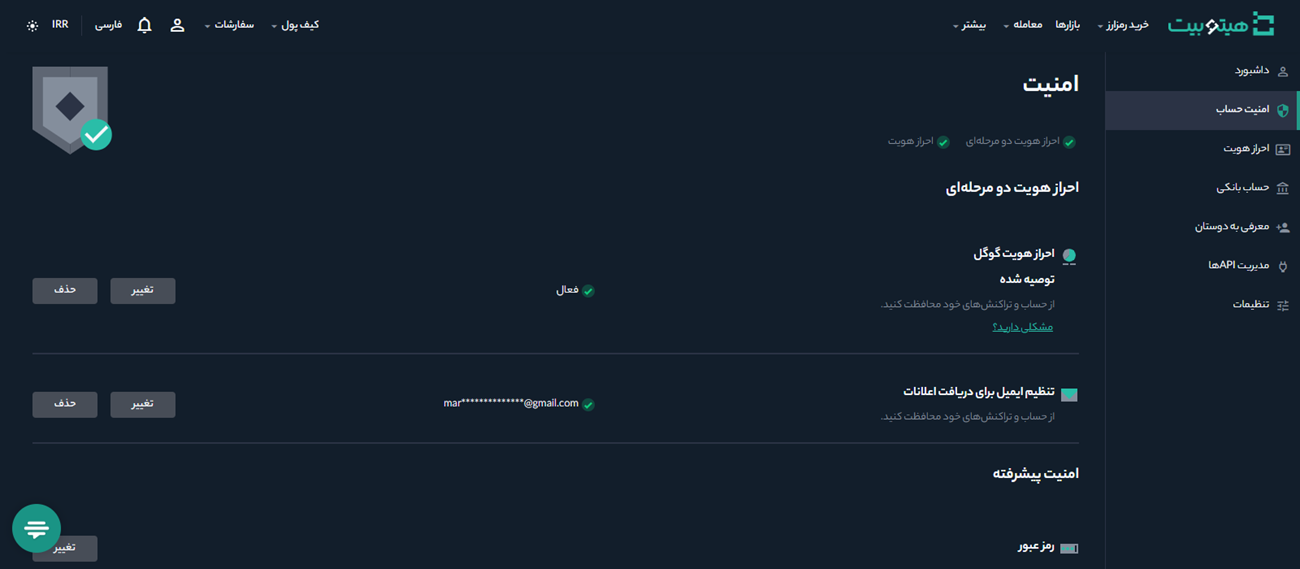 هیتوبیت
خرید رمزارز
بازارها
معامله
بیشتر
کیف پول
سفارشات
فارسی
IRR
داشبورد
امنیت حساب
احراز هویت
حساب بانکی
معرفی به دوستان
مدیریت APIها
تنظیمات
امنیت
احراز هویت دو مرحله‌ای
احراز هویت
احراز هویت دو مرحله‌ای
احراز هویت گوگل
توصیه شده
از حساب و تراکنش‌های خود محافظت کنید.
مشکلی دارید؟
فعال
تغییر
حذف
تنظیم ایمیل برای دریافت اعلانات
از حساب و تراکنش‌های خود محافظت کنید.
mar**************@gmail.com
تغییر
حذف
امنیت پیشرفته
رمز عبور
تغییر